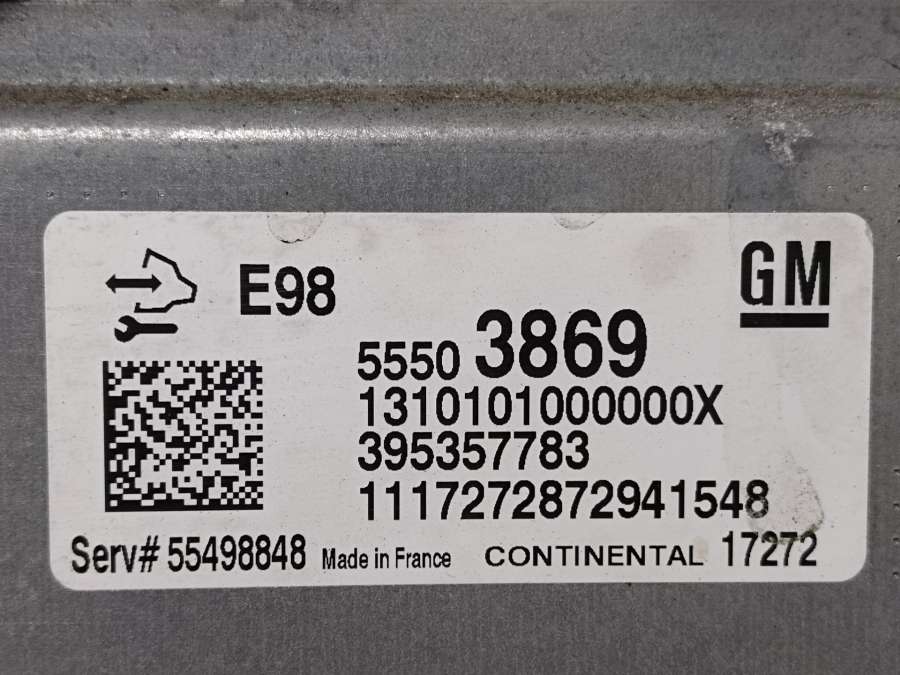 E98
GM
5550 3869
1310101000000X
395357783
1117272872941548
Serv# 55498848 Made in France CONTINENTAL 17272